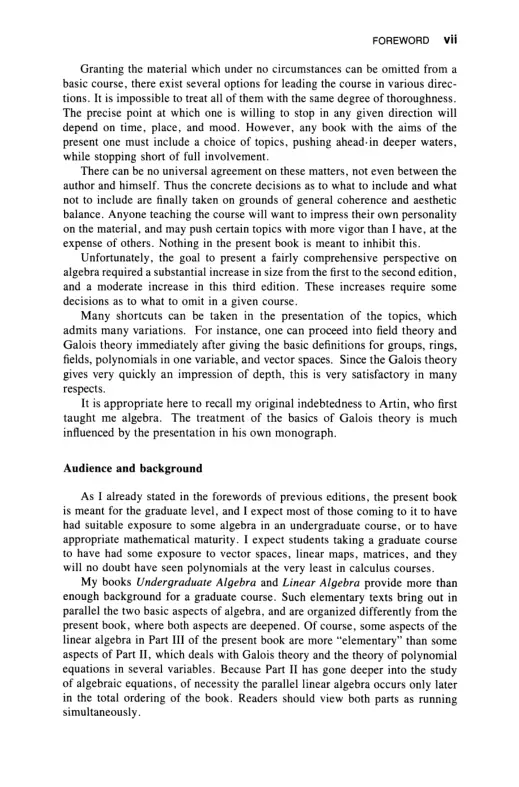 FOREWORD vii
Granting the material which under no circumstances can be omitted from a
basic course, there exist several options for leading the course in various direc-
tions. It is impossible to treat all of them with the same degree of thoroughness.
The precise point at which one is willing to stop in any given direction will
depend on time, place, and mood. However, any book with the aims of the
present one must include a choice of topics, pushing ahead·in deeper waters,
while stopping short of full involvement.
There can be no universal agreement on these matters, not even between the
author and himself. Thus the concrete decisions as to what to include and what
not to include are finally taken on grounds of general coherence and aesthetic
balance. Anyone teaching the course will want to impress their own personality
on the material, and may push certain topics with more vigor than I have, at the
expense of others. Nothing in the present book is meant to inhibit this.
Unfortunately, the goal to present a fairly comprehensive perspective on
algebra required a substantial increase in size from the first to the second edition,
and a moderate increase in this third edition. These increases require some
decisions as to what to omit in a given course.
Many shortcuts can be taken in the presentation of the topics, which
admits many variations. For instance, one can proceed into field theory and
Galois theory immediately after giving the basic definitions for groups, rings,
fields, polynomials in one variable, and vector spaces. Since the Galois theory
gives very quickly an impression of depth, this is very satisfactory in many
respects.
It is appropriate here to recall my original indebtedness to Artin, who first
taught me algebra. The treatment of the basics of Galois theory is much
influenced by the presentation in his own monograph.
Audience and background
As I already stated in the forewords of previous editions, the present book
is meant for the graduate level, and I expect most of those coming to it to have
had suitable exposure to some algebra in an undergraduate course, or to have
appropriate mathematical maturity. I expect students taking a graduate course
to have had some exposure to vector spaces, linear maps, matrices, and they
will no doubt have seen polynomials at the very least in calculus courses.
My books Undergraduate Algebra and Linear Algebra provide more than
enough background for a graduate course. Such elementary texts bring out in
parallel the two basic aspects of algebra, and are organized differently from the
present book, where both aspects are deepened. Of course, some aspects of the
linear algebra in Part III of the present book are more “elementary” than some
aspects of Part II, which deals with Galois theory and the theory of polynomial
equations in several variables. Because Part II has gone deeper into the study
of algebraic equations, of necessity the parallel linear algebra occurs only later
in the total ordering of the book. Readers should view both parts as running
simultaneously.